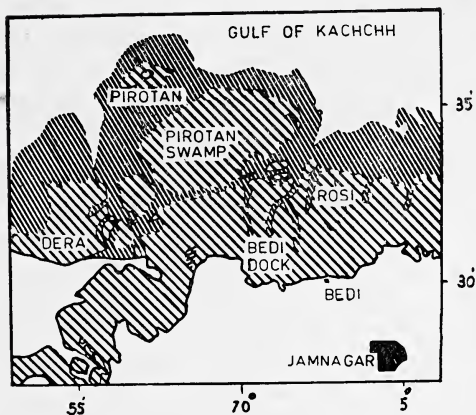 GULF OF KACHCHH
35'
PIROTAN
PIROTAN
SWAMP
ROSI
DERA
BEDI
DOCK
30'
BEDI
JAMNAGAR
55' 70° 5'